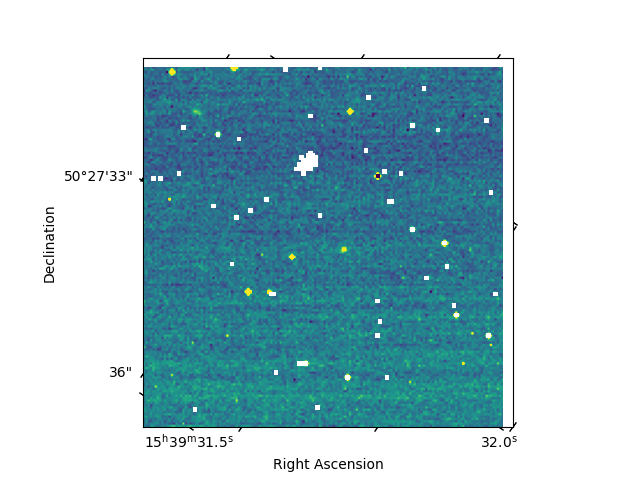 50°27'33"
Declination
36"
15ʰ39ᵐ31.5ˢ
32.0ˢ
Right Ascension